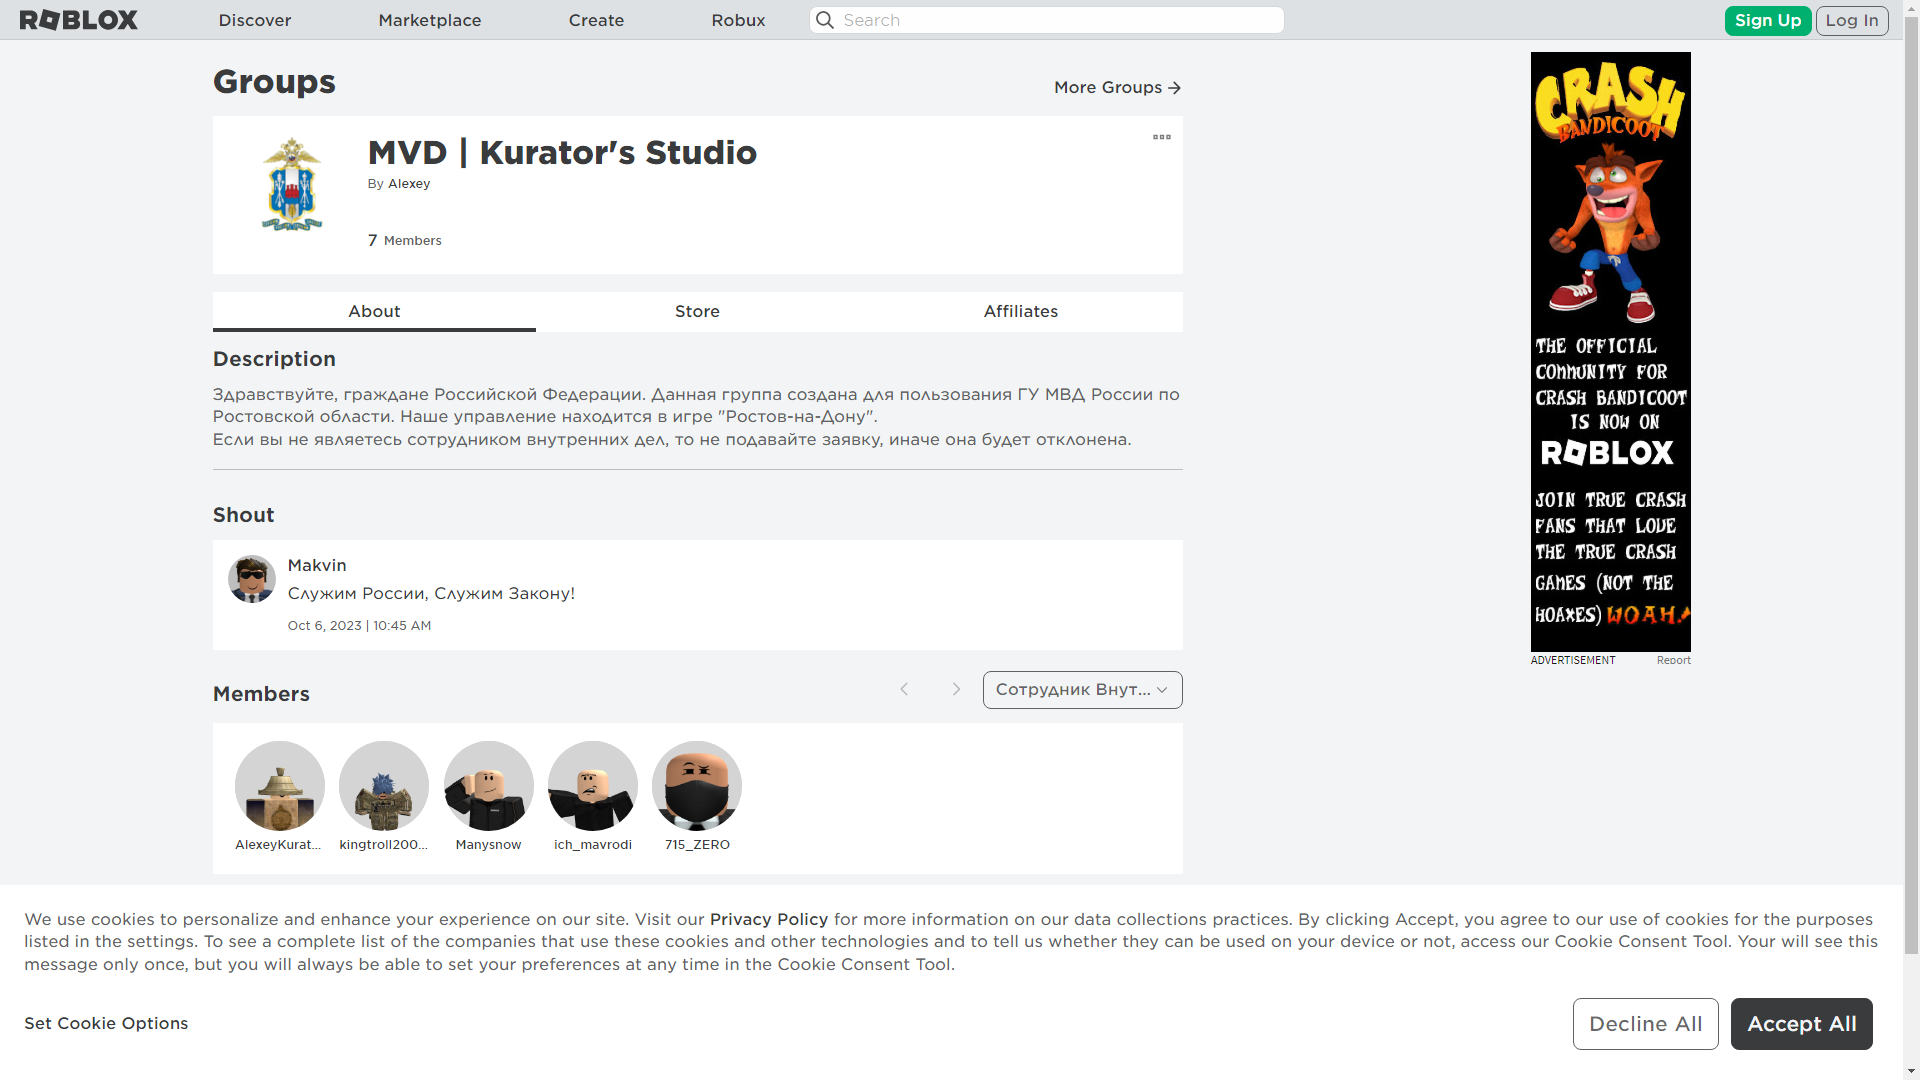 ROBLOX
Discover
Marketplace
Create
Robux
Search
Sign Up
Log In
Groups
More Groups
MVD | Kurator's Studio
By Alexey
7 Members
About
Store
Affiliates
Description
Здравствуйте, граждане Российской Федерации. Данная группа создана для пользования ГУ МВД России по
Ростовской области. Наше управление находится в игре "Ростов-на-Дону".
Если вы не являетесь сотрудником внутренних дел, то не подавайте заявку, иначе она будет отклонена.
Shout
Makvin
Служим России, Служим Закону!
Oct 6, 2023 | 10:45 AM
Members
Сотрудник Внут...
AlexeyKurat...
kingtroll200...
Manysnow
ich_mavrodi
715_ZERO
CRASH
BANDICOOT
THE OFFICIAL
COMMUNITY FOR
CRASH BANDICOOT
IS NOW ON
ROBLOX
JOIN TRUE CRASH
FANS THAT LOVE
THE TRUE CRASH
GAMES (NOT THE
HOAXES) WOAH!
ADVERTISEMENT
Report
We use cookies to personalize and enhance your experience on our site. Visit our Privacy Policy for more information on our data collections practices. By clicking Accept, you agree to our use of cookies for the purposes
listed in the settings. To see a complete list of the companies that use these cookies and other technologies and to tell us whether they can be used on your device or not, access our Cookie Consent Tool. Your will see this
message only once, but you will always be able to set your preferences at any time in the Cookie Consent Tool.
Set Cookie Options
Decline All
Accept All